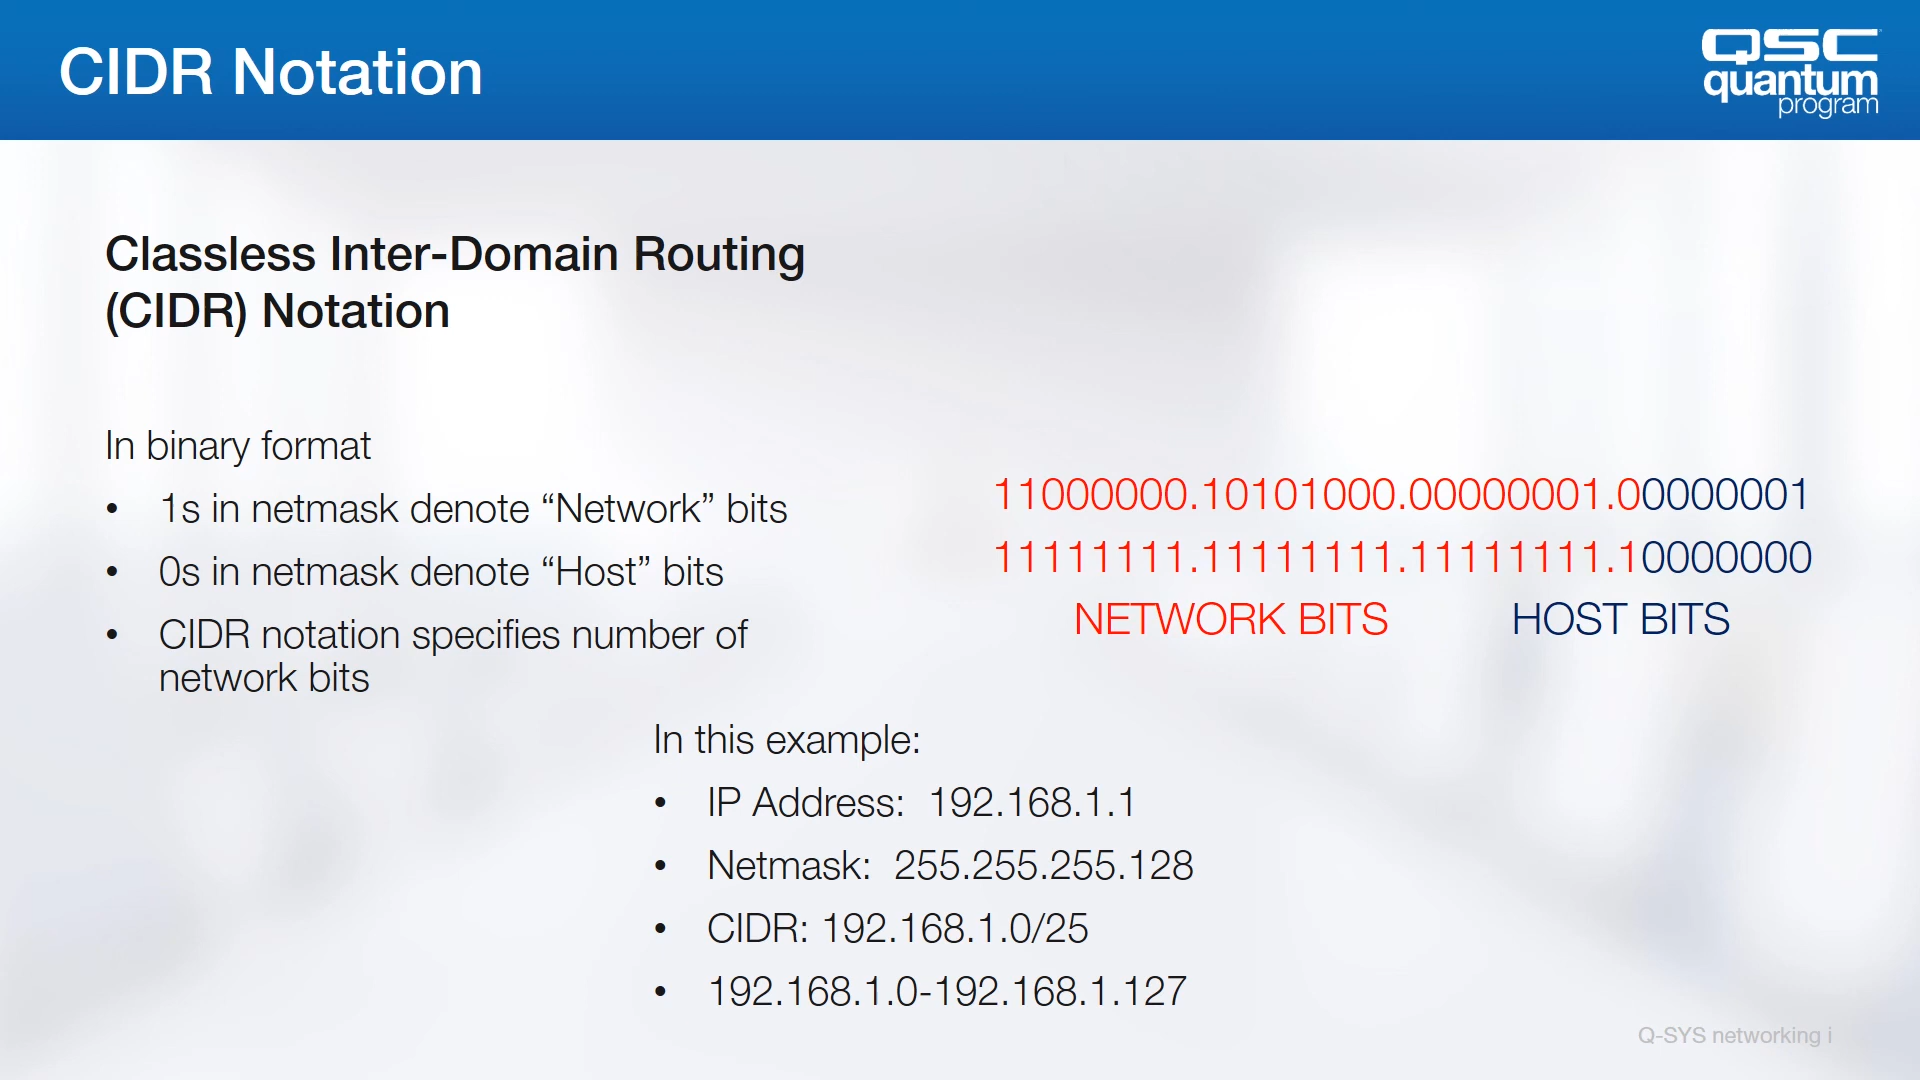 CIDR Notation
QSC
quantum
program
Classless Inter-Domain Routing
(CIDR) Notation
In binary format
• 1s in netmask denote “Network” bits
• 0s in netmask denote “Host” bits
• CIDR notation specifies number of
network bits
11000000.10101000.00000001.00000001
11111111.11111111.11111111.10000000
NETWORK BITS HOST BITS
In this example:
• IP Address: 192.168.1.1
• Netmask: 255.255.255.128
• CIDR: 192.168.1.0/25
• 192.168.1.0-192.168.1.127
Q-SYS networking i